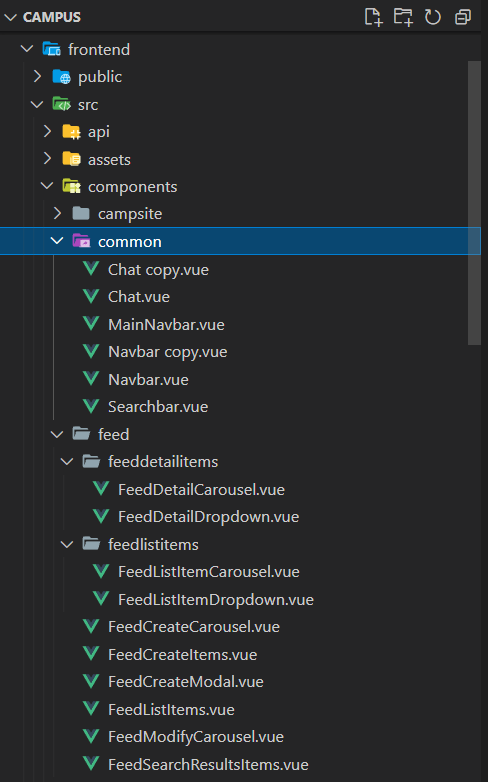 CAMPUS
frontend
public
src
api
assets
components
campsite
common
Chat copy.vue
Chat.vue
MainNavbar.vue
Navbar copy.vue
Navbar.vue
Searchbar.vue
feed
feeddetailitems
FeedDetailCarousel.vue
FeedDetailDropdown.vue
feedlistitems
FeedListItemCarousel.vue
FeedListItemDropdown.vue
FeedCreateCarousel.vue
FeedCreateItems.vue
FeedCreateModal.vue
FeedListItems.vue
FeedModifyCarousel.vue
FeedSearchResultsItems.vue